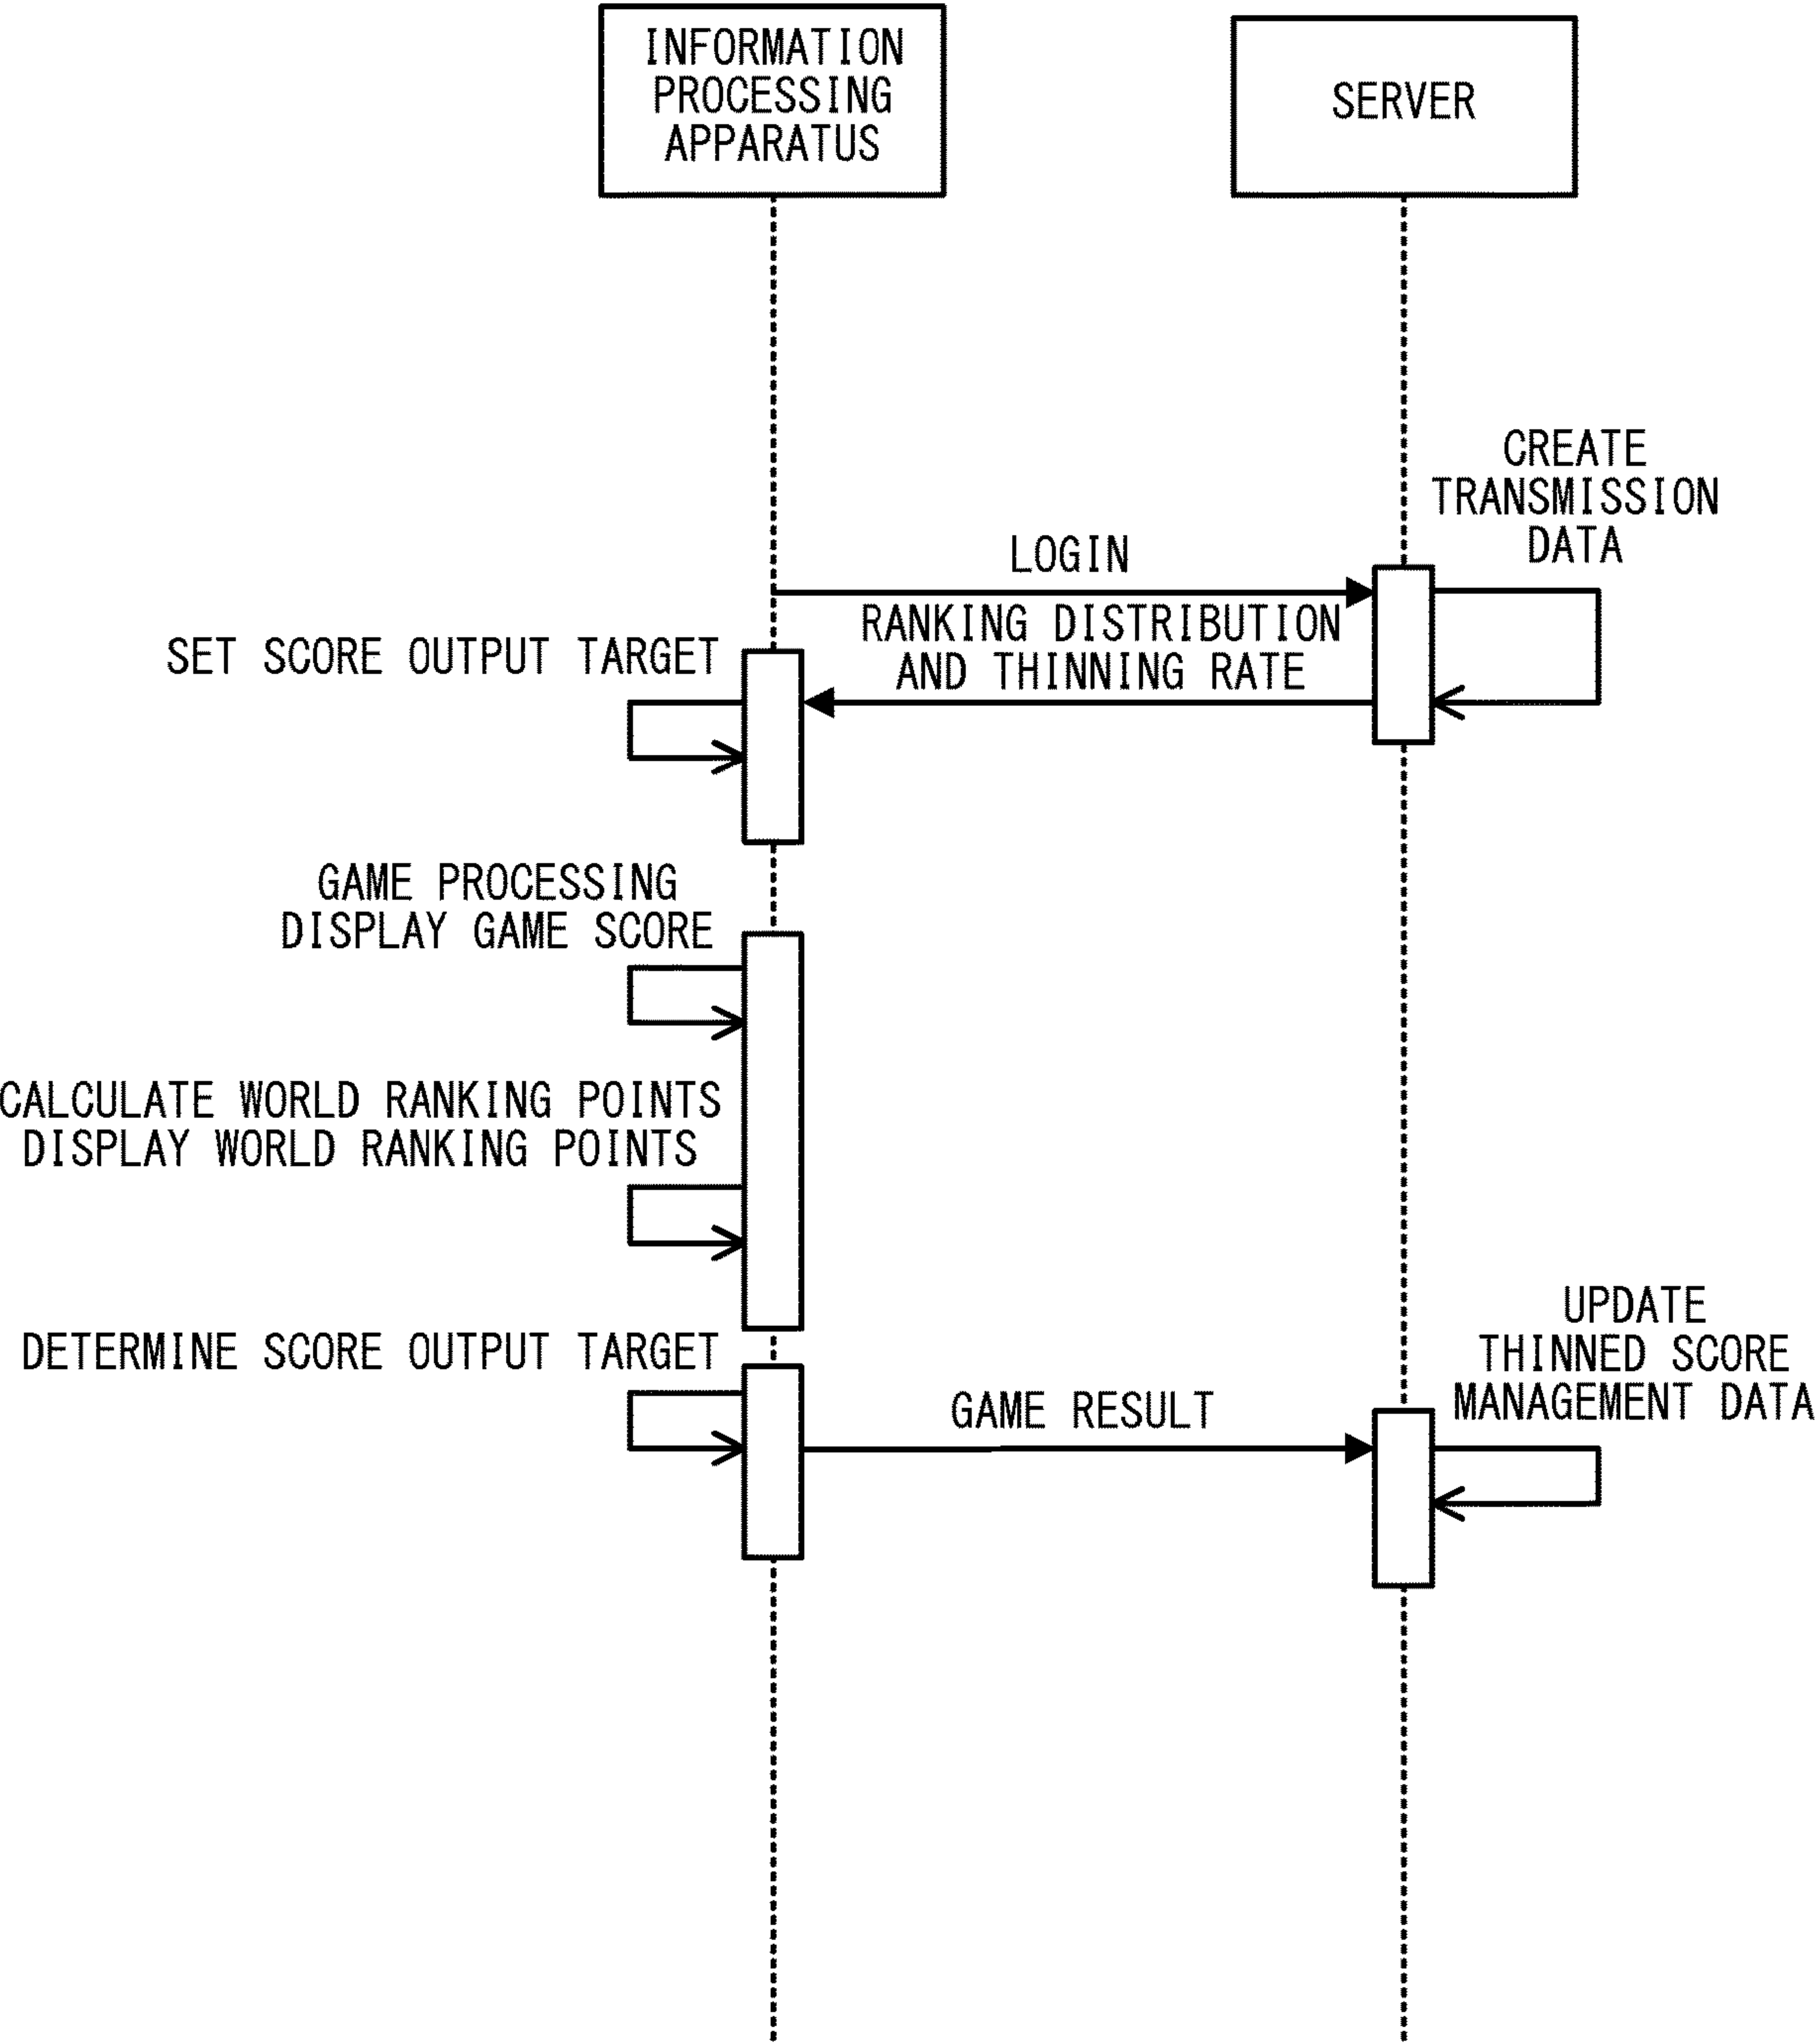 INFORMATION
PROCESSING
APPARATUS
SERVER
CREATE
TRANSMISSION
DATA
LOGIN
RANKING DISTRIBUTION
AND THINNING RATE
SET SCORE OUTPUT TARGET
GAME PROCESSING
DISPLAY GAME SCORE
CALCULATE WORLD RANKING POINTS
DISPLAY WORLD RANKING POINTS
UPDATE
THINNED SCORE
MANAGEMENT DATA
DETERMINE SCORE OUTPUT TARGET
GAME RESULT